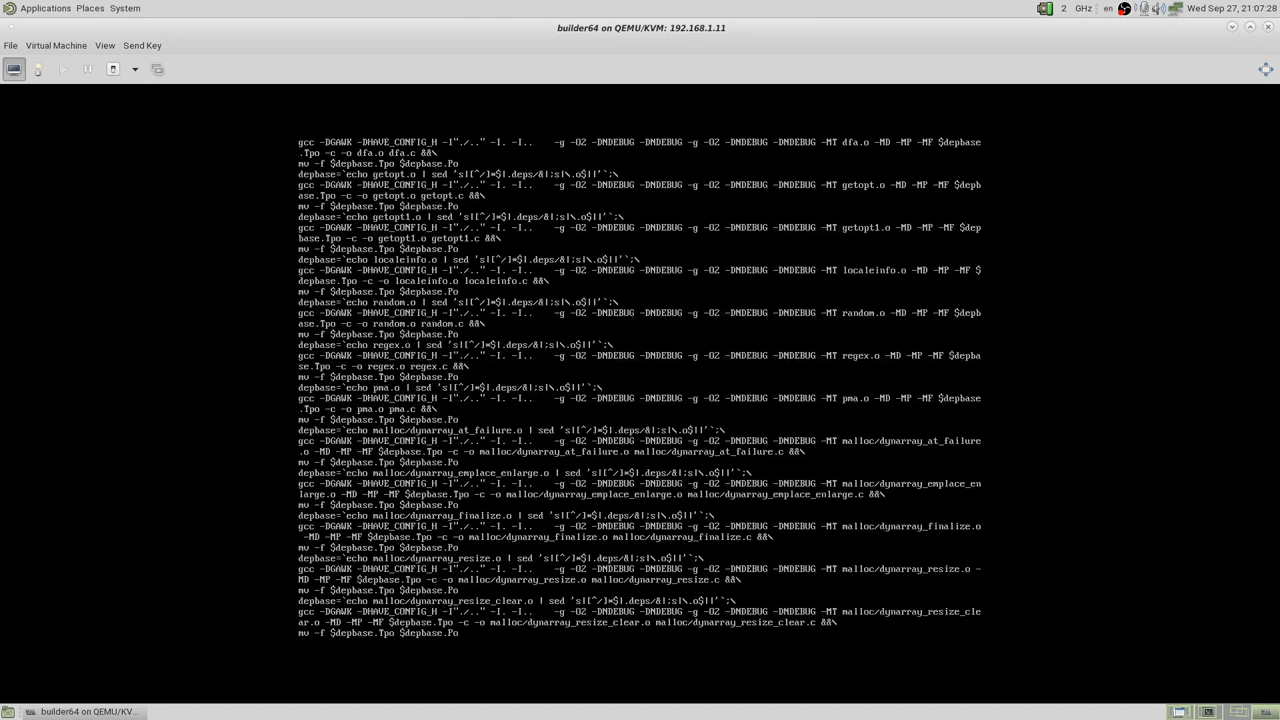 Applications Places System
2 GHz en Wed Sep 27, 21:07:28
builder64 on QEMU/KVM: 192.168.1.11
File Virtual Machine View Send Key
gcc -DGAWK -DHAVE_CONFIG_H -I"./.." -I. -I.. -g -O2 -DNDEBUG -g -O2 -DNDEBUG -DNDEBUG -MT dfa.o -MD -MP -MF $depbase
.Tpo -c -o dfa.o dfa.c &&\
mv -f $depbase.Tpo $depbase.Po
depbase=`echo getopt.o | sed 's|[^/]*$|.deps/&|;s|\.o$||'`;\
gcc -DGAWK -DHAVE_CONFIG_H -I"./.." -I. -I.. -g -O2 -DNDEBUG -g -O2 -DNDEBUG -DNDEBUG -MT getopt.o -MD -MP -MF $depb
ase.Tpo -c -o getopt.o getopt.c &&\
mv -f $depbase.Tpo $depbase.Po
depbase=`echo getopt1.o | sed 's|[^/]*$|.deps/&|;s|\.o$||'`;\
gcc -DGAWK -DHAVE_CONFIG_H -I"./.." -I. -I.. -g -O2 -DNDEBUG -g -O2 -DNDEBUG -DNDEBUG -MT getopt1.o -MD -MP -MF $dep
base.Tpo -c -o getopt1.o getopt1.c &&\
mv -f $depbase.Tpo $depbase.Po
depbase=`echo localeinfo.o | sed 's|[^/]*$|.deps/&|;s|\.o$||'`;\
gcc -DGAWK -DHAVE_CONFIG_H -I"./.." -I. -I.. -g -O2 -DNDEBUG -g -O2 -DNDEBUG -DNDEBUG -MT localeinfo.o -MD -MP -MF $
depbase.Tpo -c -o localeinfo.o localeinfo.c &&\
mv -f $depbase.Tpo $depbase.Po
depbase=`echo random.o | sed 's|[^/]*$|.deps/&|;s|\.o$||'`;\
gcc -DGAWK -DHAVE_CONFIG_H -I"./.." -I. -I.. -g -O2 -DNDEBUG -g -O2 -DNDEBUG -DNDEBUG -MT random.o -MD -MP -MF $depb
ase.Tpo -c -o random.o random.c &&\
mv -f $depbase.Tpo $depbase.Po
depbase=`echo regex.o | sed 's|[^/]*$|.deps/&|;s|\.o$||'`;\
gcc -DGAWK -DHAVE_CONFIG_H -I"./.." -I. -I.. -g -O2 -DNDEBUG -g -O2 -DNDEBUG -DNDEBUG -MT regex.o -MD -MP -MF $depba
se.Tpo -c -o regex.o regex.c &&\
mv -f $depbase.Tpo $depbase.Po
depbase=`echo pma.o | sed 's|[^/]*$|.deps/&|;s|\.o$||'`;\
gcc -DGAWK -DHAVE_CONFIG_H -I"./.." -I. -I.. -g -O2 -DNDEBUG -g -O2 -DNDEBUG -DNDEBUG -MT pma.o -MD -MP -MF $depbase
.Tpo -c -o pma.o pma.c &&\
mv -f $depbase.Tpo $depbase.Po
depbase=`echo malloc/dynarray_at_failure.o | sed 's|[^/]*$|.deps/&|;s|\.o$||'`;\
gcc -DGAWK -DHAVE_CONFIG_H -I"./.." -I. -I.. -g -O2 -DNDEBUG -g -O2 -DNDEBUG -DNDEBUG -MT malloc/dynarray_at_failure
.o -MD -MP -MF $depbase.Tpo -c -o malloc/dynarray_at_failure.o malloc/dynarray_at_failure.c &&\
mv -f $depbase.Tpo $depbase.Po
depbase=`echo malloc/dynarray_emplace_enlarge.o | sed 's|[^/]*$|.deps/&|;s|\.o$||'`;\
gcc -DGAWK -DHAVE_CONFIG_H -I"./.." -I. -I.. -g -O2 -DNDEBUG -g -O2 -DNDEBUG -DNDEBUG -MT malloc/dynarray_emplace_en
large.o -MD -MP -MF $depbase.Tpo -c -o malloc/dynarray_emplace_enlarge.o malloc/dynarray_emplace_enlarge.c &&\
mv -f $depbase.Tpo $depbase.Po
depbase=`echo malloc/dynarray_finalize.o | sed 's|[^/]*$|.deps/&|;s|\.o$||'`;\
gcc -DGAWK -DHAVE_CONFIG_H -I"./.." -I. -I.. -g -O2 -DNDEBUG -g -O2 -DNDEBUG -DNDEBUG -MT malloc/dynarray_finalize.o
-MD -MP -MF $depbase.Tpo -c -o malloc/dynarray_finalize.o malloc/dynarray_finalize.c &&\
mv -f $depbase.Tpo $depbase.Po
depbase=`echo malloc/dynarray_resize.o | sed 's|[^/]*$|.deps/&|;s|\.o$||'`;\
gcc -DGAWK -DHAVE_CONFIG_H -I"./.." -I. -I.. -g -O2 -DNDEBUG -g -O2 -DNDEBUG -DNDEBUG -MT malloc/dynarray_resize.o -
MD -MP -MF $depbase.Tpo -c -o malloc/dynarray_resize.o malloc/dynarray_resize.c &&\
mv -f $depbase.Tpo $depbase.Po
depbase=`echo malloc/dynarray_resize_clear.o | sed 's|[^/]*$|.deps/&|;s|\.o$||'`;\
gcc -DGAWK -DHAVE_CONFIG_H -I"./.." -I. -I.. -g -O2 -DNDEBUG -g -O2 -DNDEBUG -DNDEBUG -MT malloc/dynarray_resize_cle
ar.o -MD -MP -MF $depbase.Tpo -c -o malloc/dynarray_resize_clear.o malloc/dynarray_resize_clear.c &&\
mv -f $depbase.Tpo $depbase.Po
builder64 on QEMU/KV...